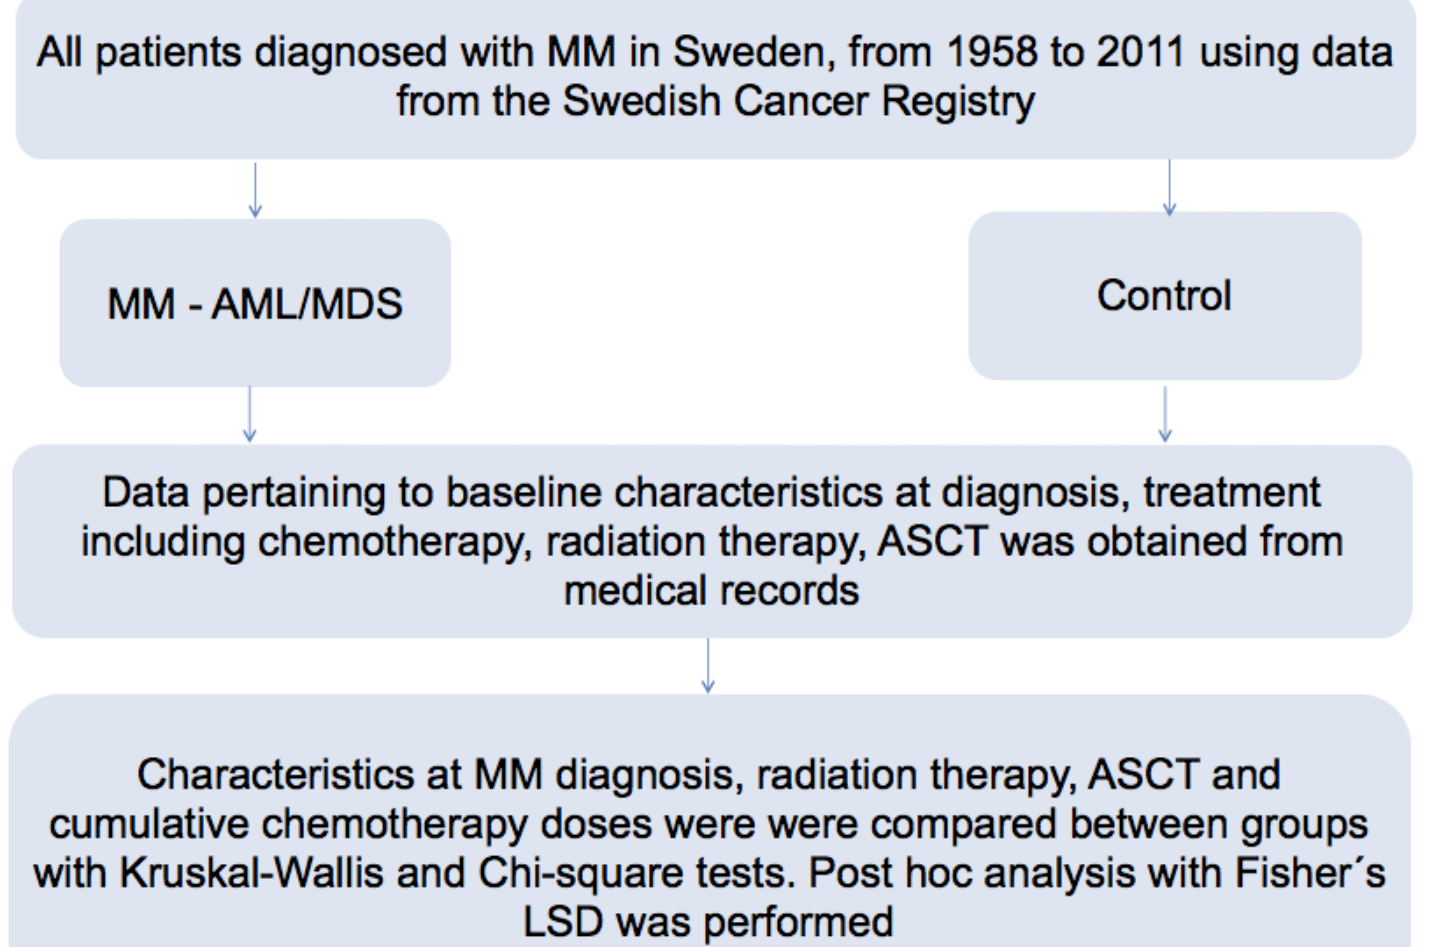 All patients diagnosed with MM in Sweden, from 1958 to 2011 using data
from the Swedish Cancer Registry
MM - AML/MDS
Control
Data pertaining to baseline characteristics at diagnosis, treatment
including chemotherapy, radiation therapy, ASCT was obtained from
medical records
Characteristics at MM diagnosis, radiation therapy, ASCT and
cumulative chemotherapy doses were were compared between groups
with Kruskal-Wallis and Chi-square tests. Post hoc analysis with Fisher´s
LSD was performed